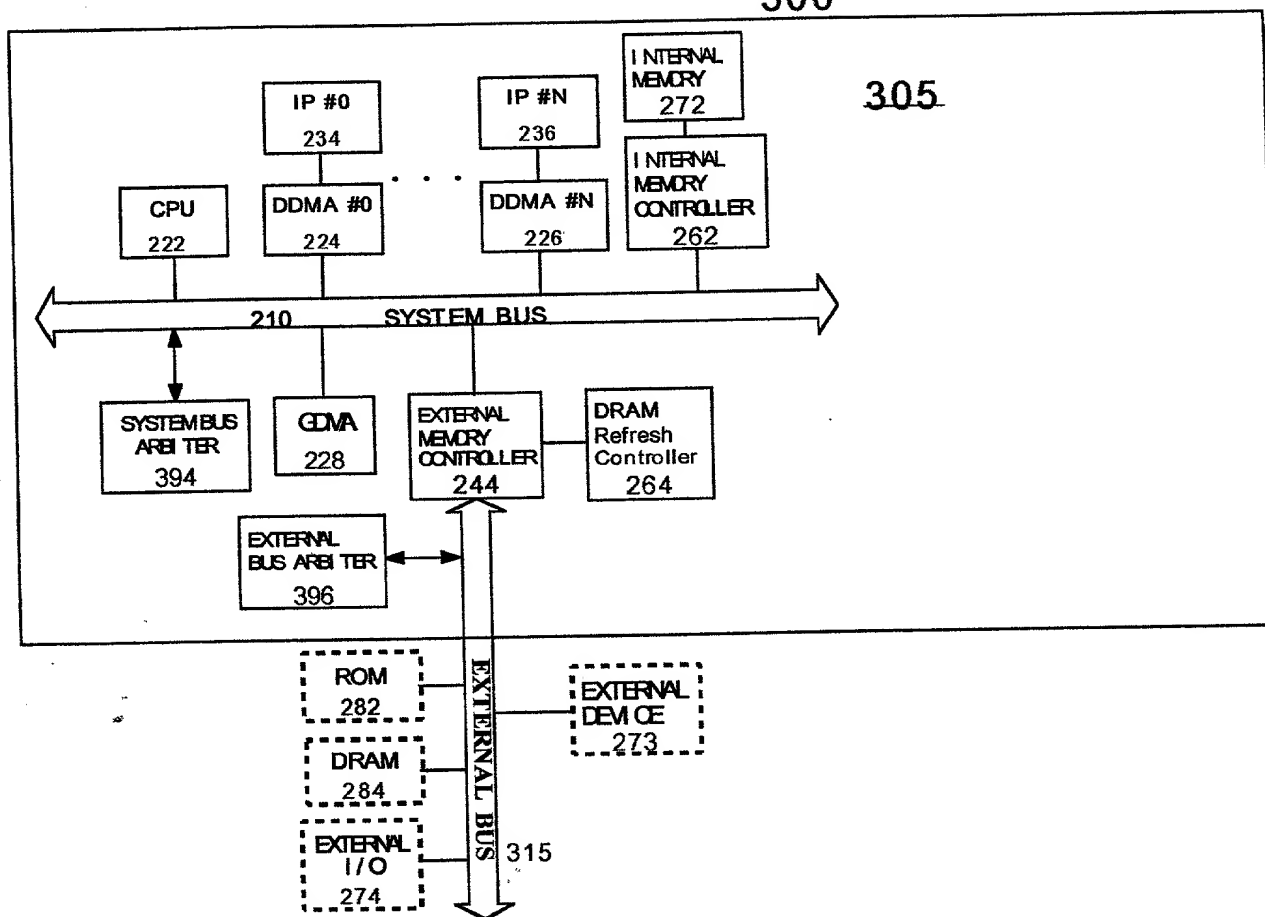 INTERNAL
MEMORY
272
305
IP #0
234
IP #N
236
. . . .
INTERNAL
MEMORY
CONTROLLER
262
CPU
222
DDMA #0
224
DDMA #N
226
210 SYSTEM BUS
SYSTEM BUS
ARBITER
394
GDMA
228
EXTERNAL
MEMORY
CONTROLLER
244
DRAM
Refresh
Controller
264
EXTERNAL
BUS ARBITER
396
ROM
282
EXTERNAL
DEVICE
273
DRAM
284
EXTERNAL BUS
315
EXTERNAL
I/O
274